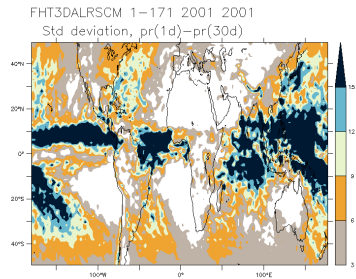 FHT3DALRSCM 1-171 2001 2001
Std deviation, pr(1d)-pr(30d)
40°N
20°N
0°
20°S
40°S
100°W
0°
100°E
15
12
9
6
3